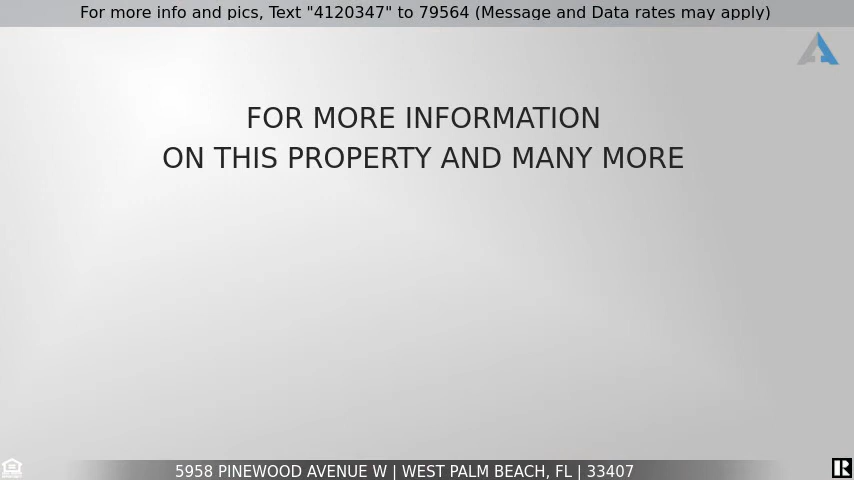 For more info and pics, Text "4120347" to 79564 (Message and Data rates may apply)
FOR MORE INFORMATION
ON THIS PROPERTY AND MANY MORE
5958 PINEWOOD AVENUE W | WEST PALM BEACH, FL | 33407